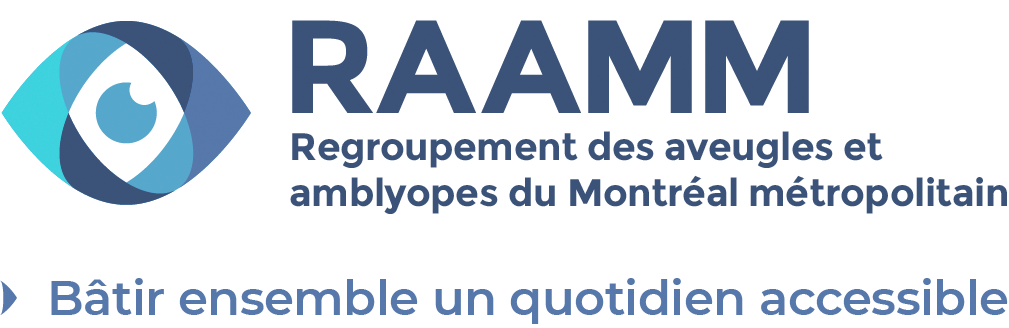 RAAMM
Regroupement des aveugles et
amblyopes du Montréal métropolitain
Bâtir ensemble un quotidien accessible